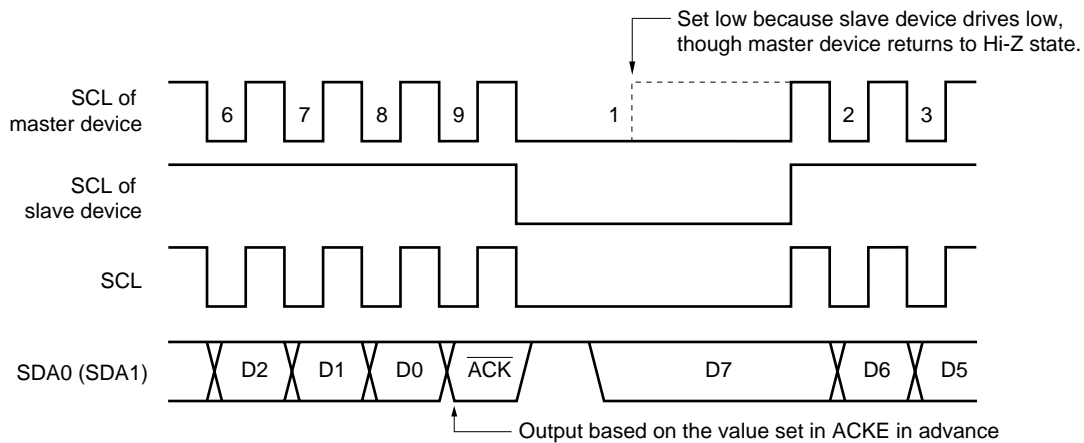 Set low because slave device drives low,
though master device returns to Hi-Z state.
SCL of
master device
6 7 8 9 1 2 3
SCL of
slave device
SCL
SDA0 (SDA1)
D2 D1 D0 ACK D7 D6 D5
Output based on the value set in ACKE in advance